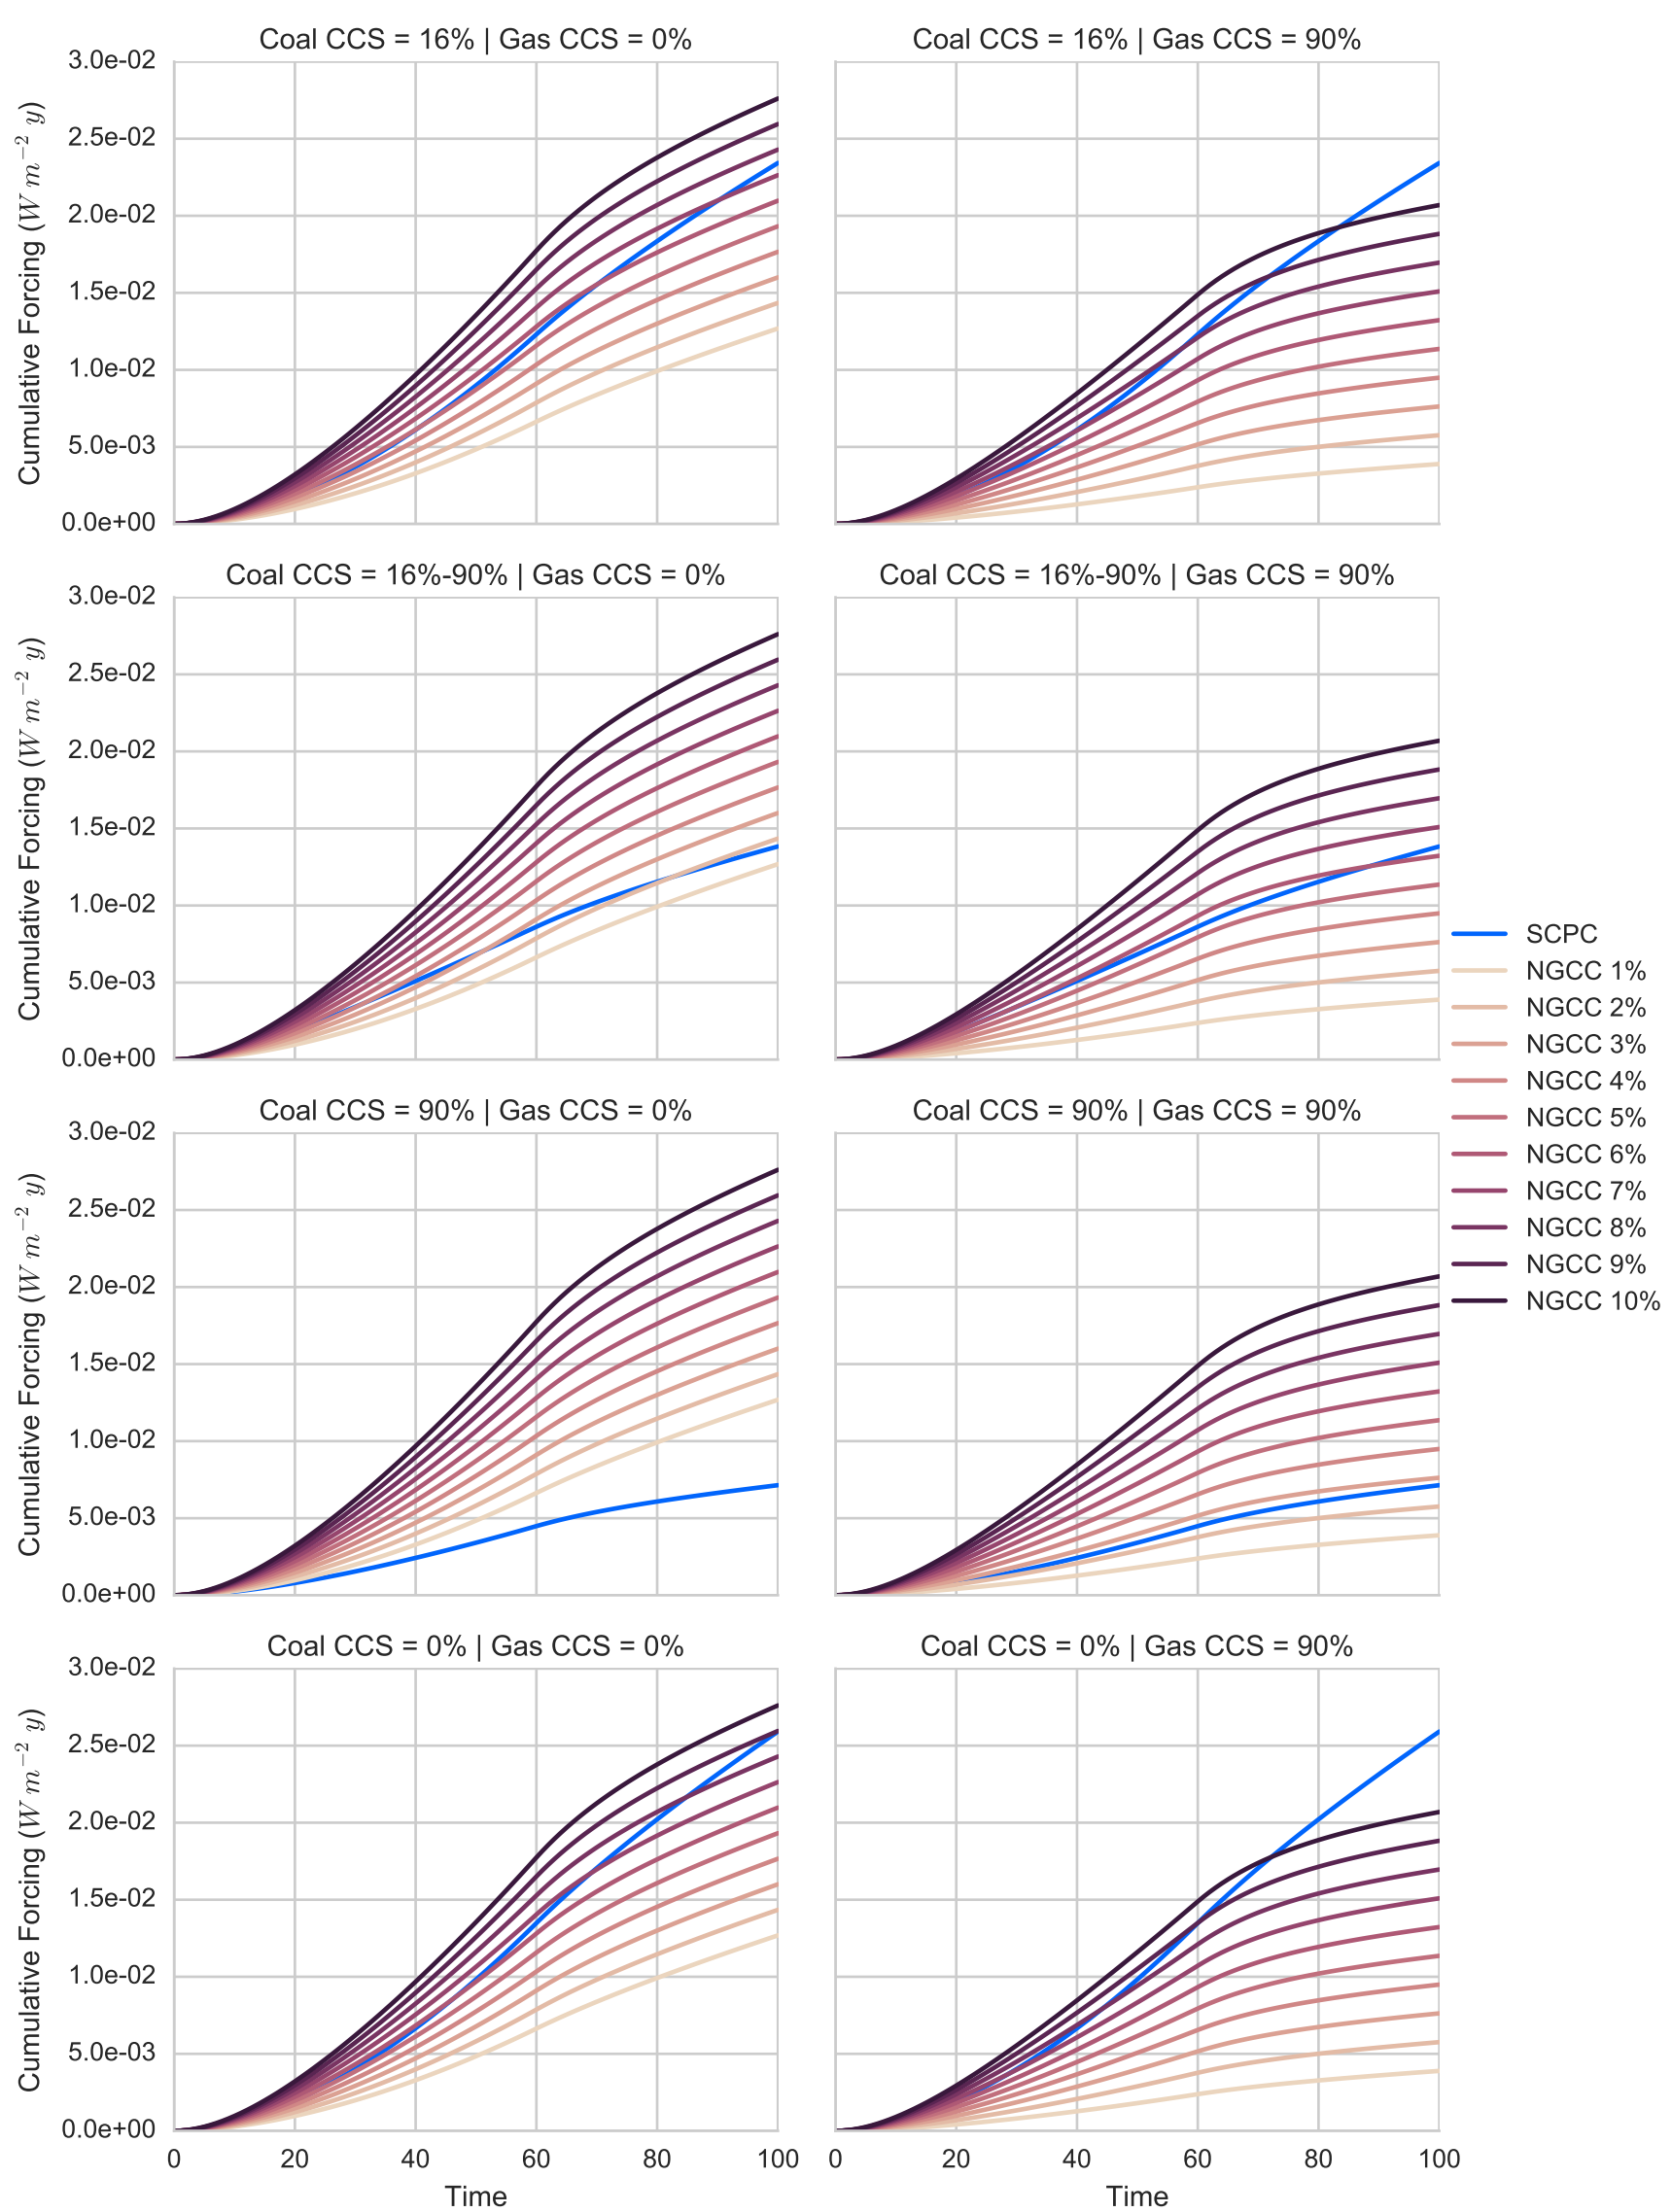 Coal CCS = 16% | Gas CCS = 0%
Coal CCS = 16% | Gas CCS = 90%
3.0e-02
2.5e-02
2.0e-02
1.5e-02
1.0e-02
5.0e-03
0.0e+00
Cumulative Forcing (W m⁻² y)
Coal CCS = 16%-90% | Gas CCS = 0%
Coal CCS = 16%-90% | Gas CCS = 90%
3.0e-02
2.5e-02
2.0e-02
1.5e-02
1.0e-02
5.0e-03
0.0e+00
Cumulative Forcing (W m⁻² y)
SCPC
NGCC 1%
NGCC 2%
NGCC 3%
NGCC 4%
NGCC 5%
NGCC 6%
NGCC 7%
NGCC 8%
NGCC 9%
NGCC 10%
Coal CCS = 90% | Gas CCS = 0%
Coal CCS = 90% | Gas CCS = 90%
3.0e-02
2.5e-02
2.0e-02
1.5e-02
1.0e-02
5.0e-03
0.0e+00
Cumulative Forcing (W m⁻² y)
Coal CCS = 0% | Gas CCS = 0%
Coal CCS = 0% | Gas CCS = 90%
3.0e-02
2.5e-02
2.0e-02
1.5e-02
1.0e-02
5.0e-03
0.0e+00
Cumulative Forcing (W m⁻² y)
0 20 40 60 80 100
0 20 40 60 80 100
Time
Time